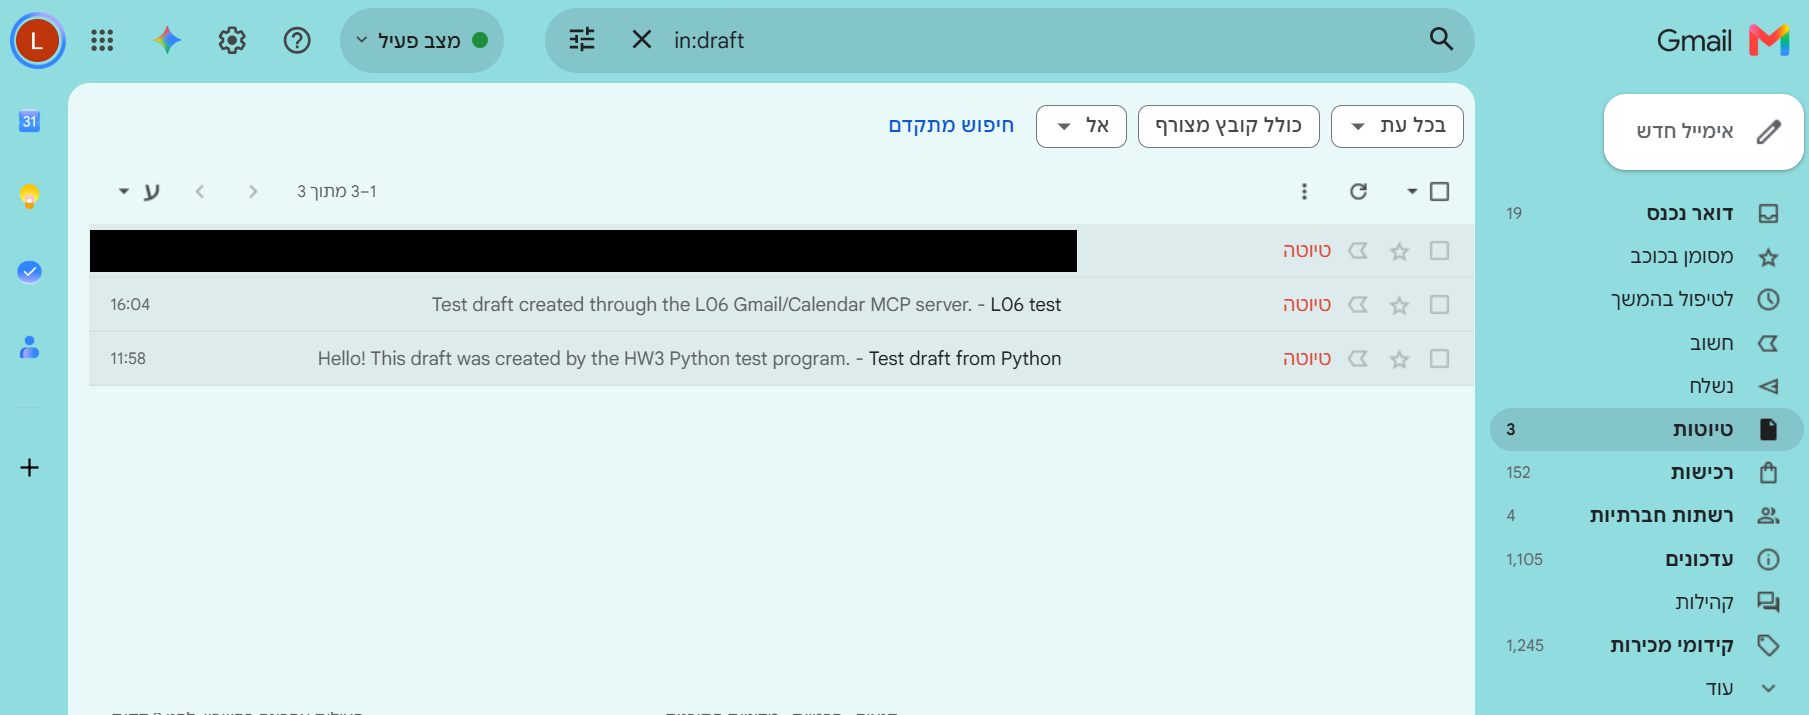 Gmail
in:draft
מצב פעיל
L
אימייל חדש
דואר נכנס 19
מסומן בכוכב
לטיפול בהמשך
חשוב
נשלח
טיוטות 3
רכישות 152
רשתות חברתיות 4
עדכונים 1,105
קהילות
קידומי מכירות 1,245
עוד
בכל עת
כולל קובץ מצורף
אל
חיפוש מתקדם
1–3 מתוך 3
ע
טיוטה
טיוטה L06 test - Test draft created through the L06 Gmail/Calendar MCP server. 16:04
טיוטה Test draft from Python - Hello! This draft was created by the HW3 Python test program. 11:58
31